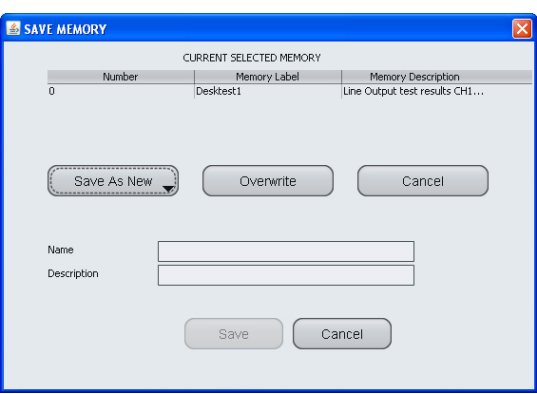 SAVE MEMORY
CURRENT SELECTED MEMORY
Number Memory Label Memory Description
0 Desktest1 Line Output test results CH1...
Save As New Overwrite Cancel
Name
Description
Save Cancel